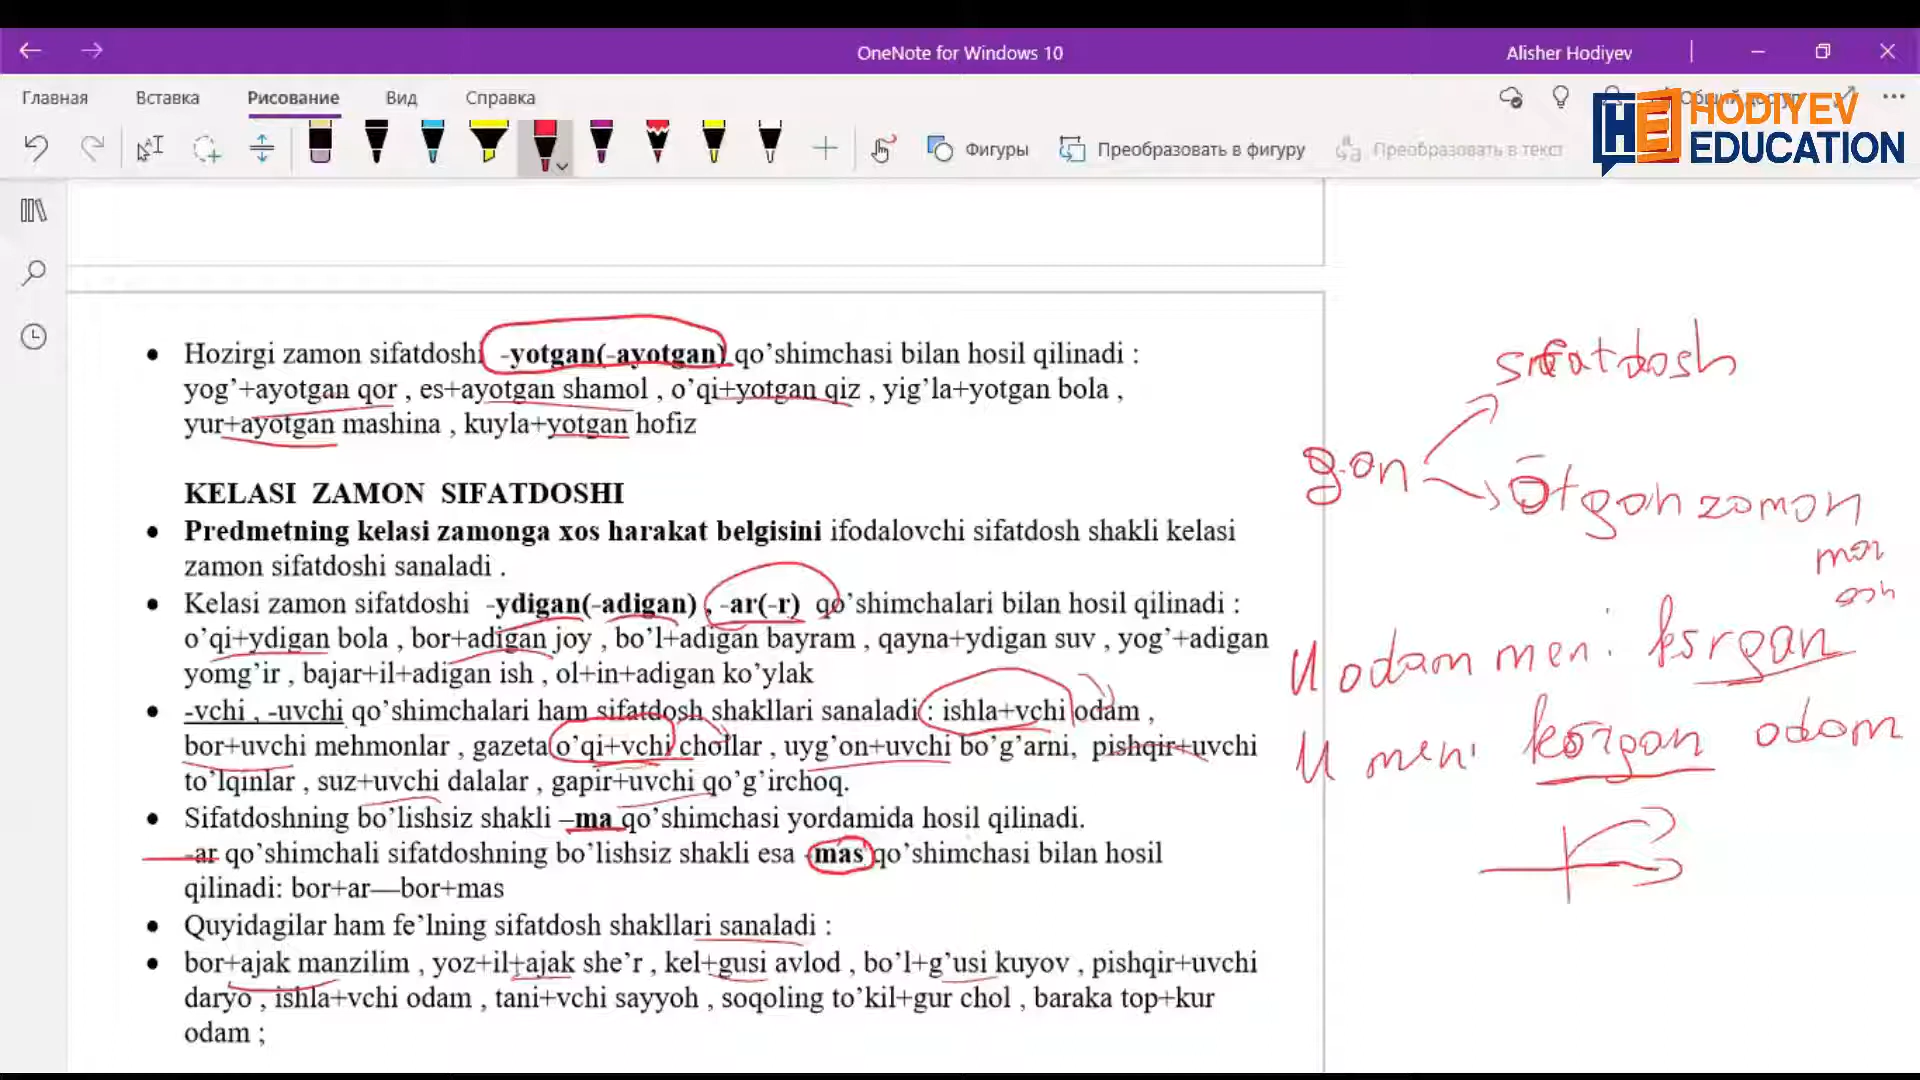 OneNote for Windows 10
Alisher Hodiyev
Главная Вставка Рисование Вид Справка
HODIYEV
EDUCATION
Фигуры Преобразовать в фигуру Преобразовать в текст
• Hozirgi zamon sifatdoshi -yotgan(-ayotgan) qo’shimchasi bilan hosil qilinadi :
yog’+ayotgan qor , es+ayotgan shamol , o’qi+yotgan qiz , yig’la+yotgan bola ,
yur+ayotgan mashina , kuyla+yotgan hofiz
KELASI ZAMON SIFATDOSHI
• Predmetning kelasi zamonga xos harakat belgisini ifodalovchi sifatdosh shakli kelasi
zamon sifatdoshi sanaladi .
• Kelasi zamon sifatdoshi -ydigan(-adigan) , -ar(-r) qo’shimchalari bilan hosil qilinadi :
o’qi+ydigan bola , bor+adigan joy , bo’l+adigan bayram , qayna+ydigan suv , yog’+adigan
yomg’ir , bajar+il+adigan ish , ol+in+adigan ko’ylak
• -vchi , -uvchi qo’shimchalari ham sifatdosh shakllari sanaladi : ishla+vchi odam ,
bor+uvchi mehmonlar , gazeta o’qi+vchi chollar , uyg’on+uvchi bo’g’arni, pishqir+uvchi
to’lqinlar , suz+uvchi dalalar , gapir+uvchi qo’g’irchoq.
• Sifatdoshning bo’lishsiz shakli –ma qo’shimchasi yordamida hosil qilinadi.
-ar qo’shimchali sifatdoshning bo’lishsiz shakli esa -mas qo’shimchasi bilan hosil
qilinadi: bor+ar—bor+mas
• Quyidagilar ham fe’lning sifatdosh shakllari sanaladi :
• bor+ajak manzilim , yoz+il+ajak she’r , kel+gusi avlod , bo’l+g’usi kuyov , pishqir+uvchi
daryo , ishla+vchi odam , tani+vchi sayyoh , soqoling to’kil+gur chol , baraka top+kur
odam ;
sifatdosh
gan
Ōtgan zamon
U odam meni
U meni korgan odam